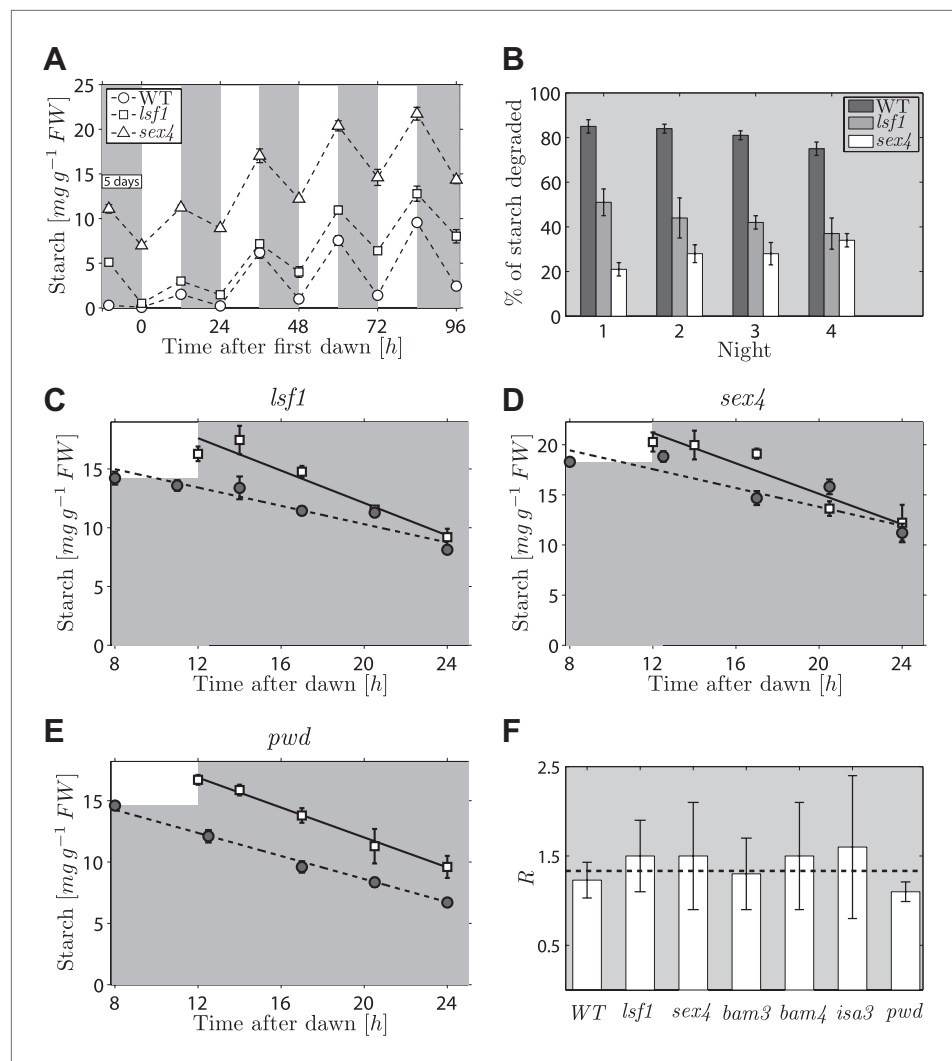 A
25
20
15
10
5
0
Starch [mg g−1 FW]
WT
lsf1
sex4
5 days
0 24 48 72 96
Time after first dawn [h]
B
100
80
60
40
20
0
% of starch degraded
WT
lsf1
sex4
1 2 3 4
Night
C
lsf1
15
10
5
0
Starch [mg g−1 FW]
8 12 16 20 24
Time after dawn [h]
D
sex4
20
15
10
5
0
Starch [mg g−1 FW]
8 12 16 20 24
Time after dawn [h]
E
pwd
15
10
5
0
Starch [mg g−1 FW]
8 12 16 20 24
Time after dawn [h]
F
2.5
1.5
0.5
R
WT lsf1 sex4 bam3 bam4 isa3 pwd